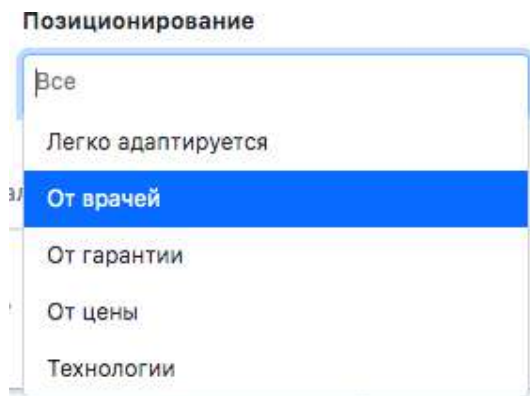 Позиционирование
Все
Легко адаптируется
От врачей
От гарантии
От цены
Технологии